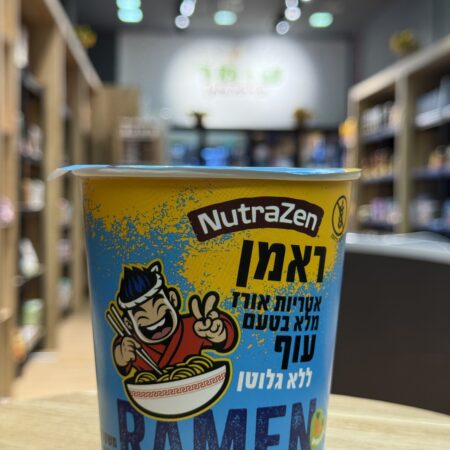 NutraZen
ראמן
אטריות אורז
מלא בטעם
עוף
ללא גלוטן
RAMEN